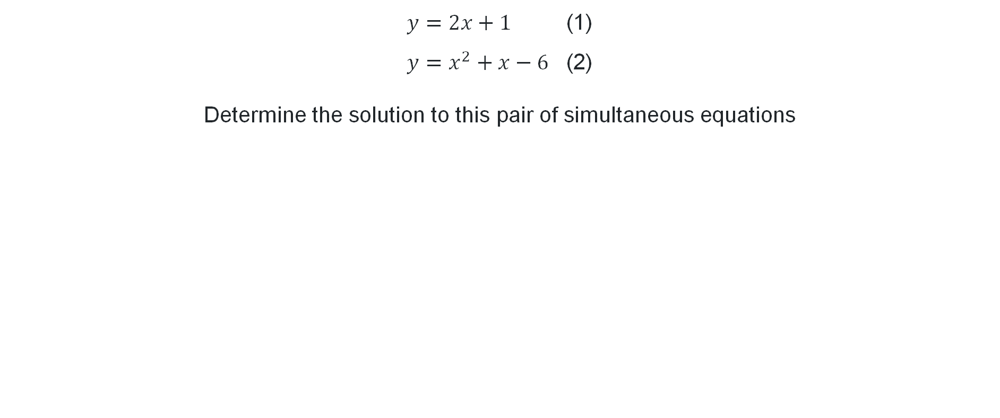 y = 2x + 1 (1)
y = x² + x − 6 (2)
Determine the solution to this pair of simultaneous equations